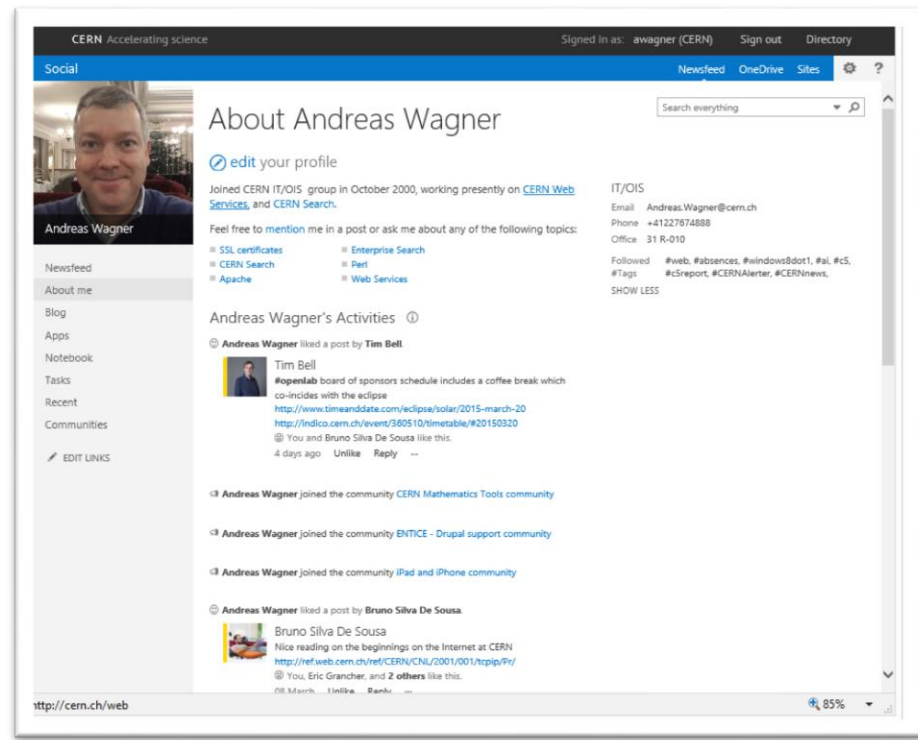 CERN Accelerating science
Signed in as: awagner (CERN) Sign out Directory
Social
Newsfeed OneDrive Sites ?
Search everything
About Andreas Wagner
edit your profile
Joined CERN IT/OIS group in October 2000, working presently on CERN Web
Services, and CERN Search.
Feel free to mention me in a post or ask me about any of the following topics:
SSL certificates
CERN Search
Apache
Enterprise Search
Perl
Web Services
IT/OIS
Email Andreas.Wagner@cern.ch
Phone +41227674888
Office 31 R-010
Followed #web, #absences, #windows8dot1, #ai, #c5,
#Tags #c5report, #CERNAlerter, #CERNnews,
SHOW LESS
Andreas Wagner
Newsfeed
About me
Blog
Apps
Notebook
Tasks
Recent
Communities
EDIT LINKS
Andreas Wagner's Activities
Andreas Wagner liked a post by Tim Bell.
Tim Bell
#openlab board of sponsors schedule includes a coffee break which
co-incides with the eclipse
http://www.timeanddate.com/eclipse/solar/2015-march-20
http://indico.cern.ch/event/360510/timetable/#20150320
You and Bruno Silva De Sousa like this.
4 days ago Unlike Reply ...
Andreas Wagner joined the community CERN Mathematics Tools community
Andreas Wagner joined the community ENTICE - Drupal support community
Andreas Wagner joined the community iPad and iPhone community
Andreas Wagner liked a post by Bruno Silva De Sousa.
Bruno Silva De Sousa
Nice reading on the beginnings on the Internet at CERN
http://ref.web.cern.ch/ref/CERN/CNL/2001/001/tcpip/Pr/
You, Eric Grancher, and 2 others like this.
08 March Unlike Reply ...
http://cern.ch/web
85%